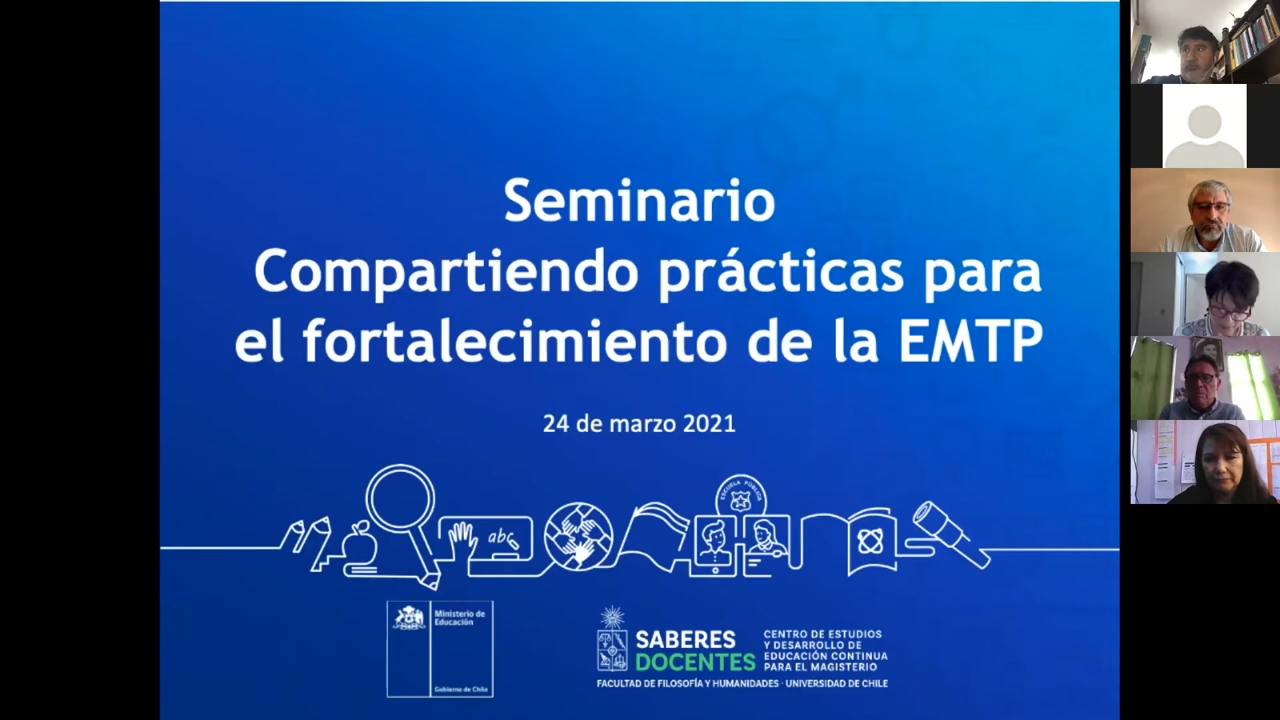 Seminario
Compartiendo prácticas para
el fortalecimiento de la EMTP
24 de marzo 2021
ESCUELA PÚBLICA
abc
Ministerio de
Educación
Gobierno de Chile
SABERES
DOCENTES
CENTRO DE ESTUDIOS
Y DESARROLLO DE
EDUCACIÓN CONTINUA
PARA EL MAGISTERIO
FACULTAD DE FILOSOFÍA Y HUMANIDADES · UNIVERSIDAD DE CHILE